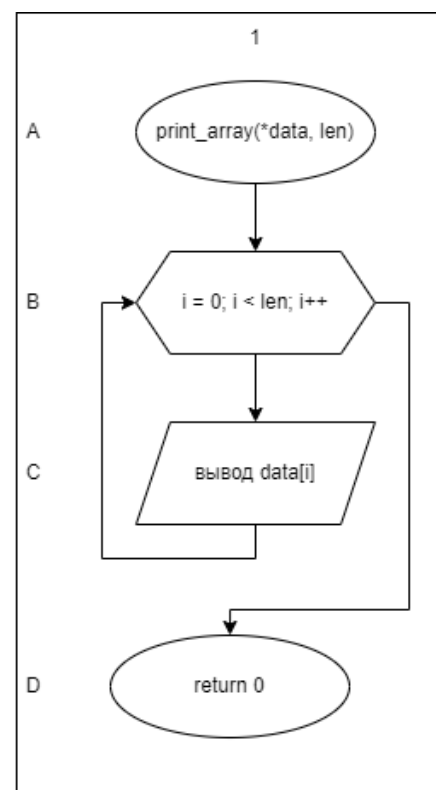 1
A
print_array(*data, len)
B
i = 0; i < len; i++
C
вывод data[i]
D
return 0